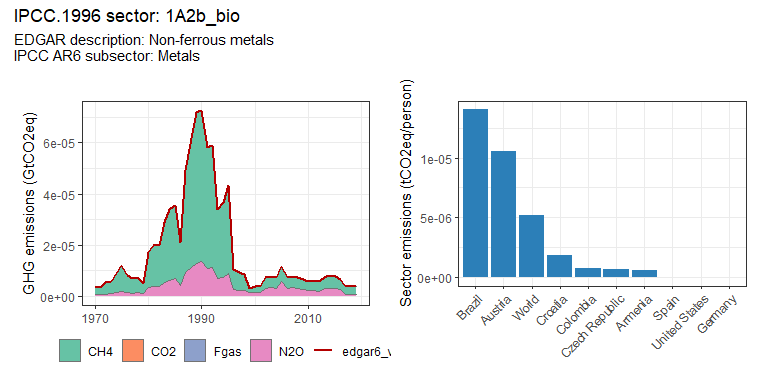 IPCC.1996 sector: 1A2b_bio
EDGAR description: Non-ferrous metals
IPCC AR6 subsector: Metals
GHG emissions (GtCO2eq)
6e-05
4e-05
2e-05
0e+00
1970
1990
2010
CH4
CO2
Fgas
N2O
edgar6_v
Sector emissions (tCO2eq/person)
1e-05
5e-06
0e+00
Brazil
Austria
World
Croatia
Colombia
Czech Republic
Armenia
Spain
United States
Germany